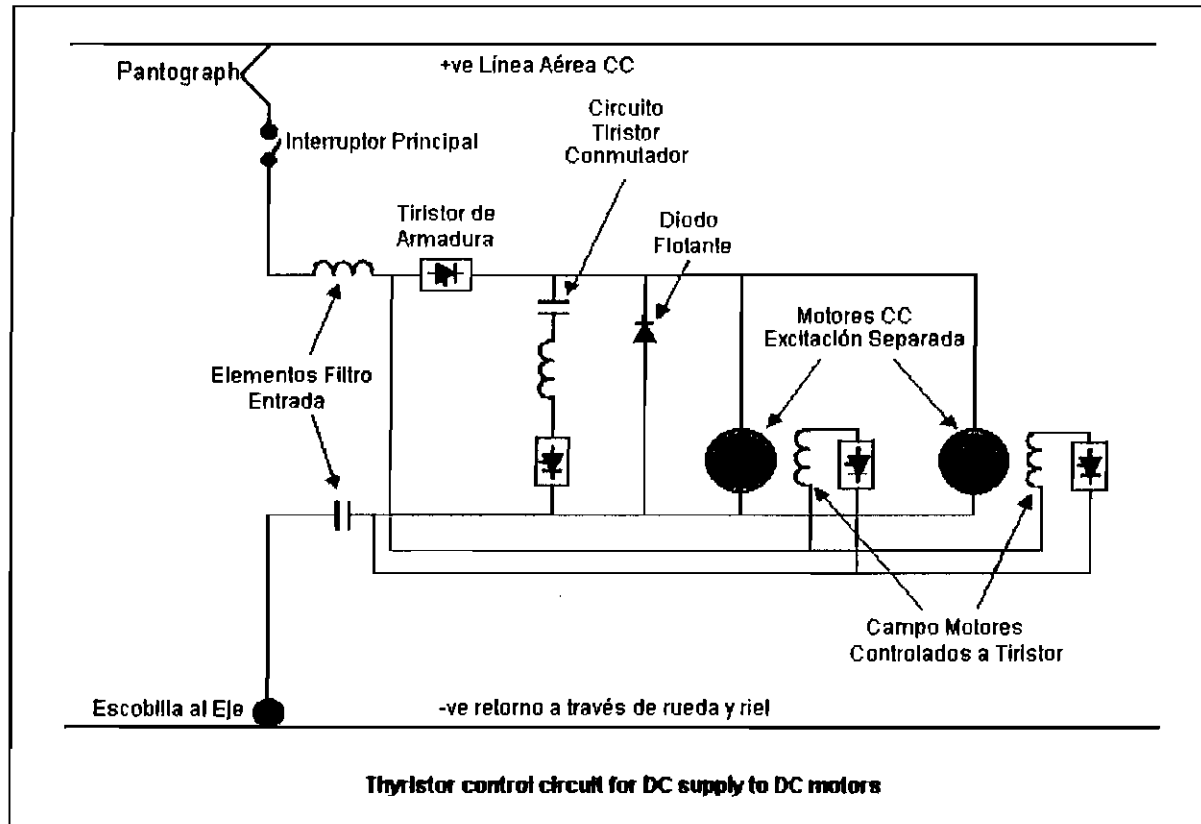 +ve Línea Aérea CC
Pantograph
Circuito
Tiristor
Conmutador
Interruptor Principal
Tiristor de
Armadura
Diodo
Flotante
Motores CC
Excitación Separada
Elementos Filtro
Entrada
Campo Motores
Controlados a Tiristor
Escobilla al Eje
-ve retorno a través de rueda y riel
Thyristor control circuit for DC supply to DC motors